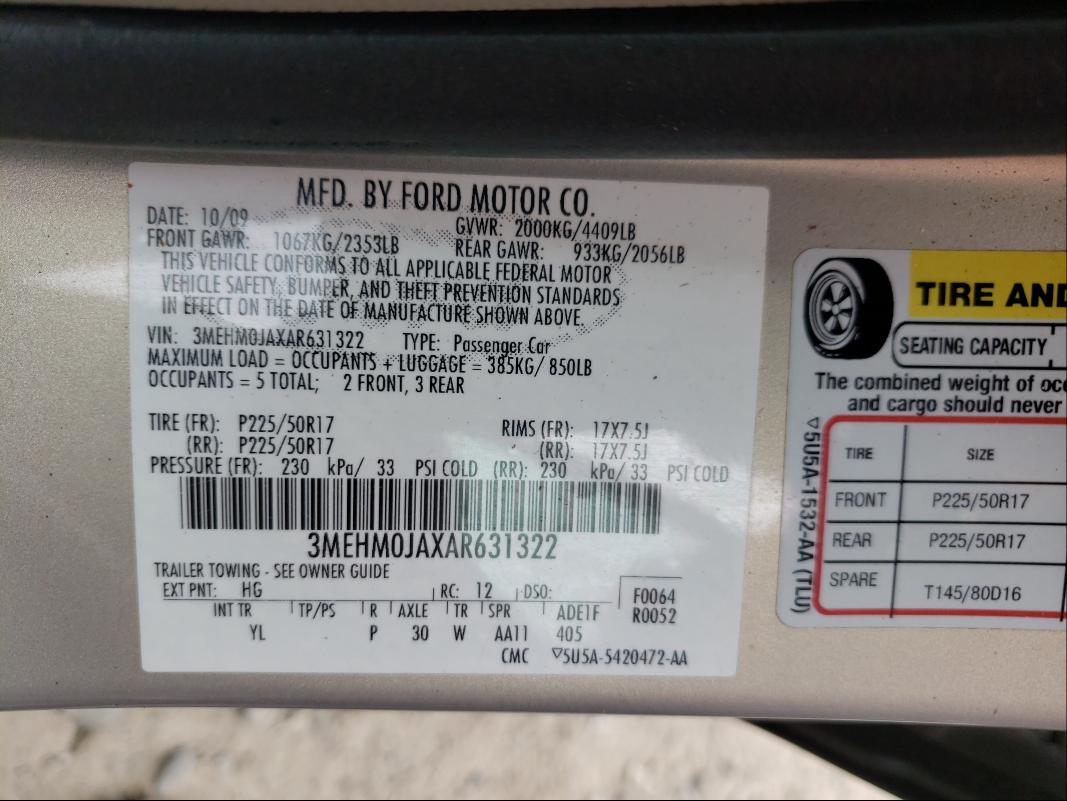 MFD. BY FORD MOTOR CO.
DATE: 10/09 GVWR: 2000KG/4409LB
FRONT GAWR: 1067KG/2353LB REAR GAWR: 933KG/2056LB
THIS VEHICLE CONFORMS TO ALL APPLICABLE FEDERAL MOTOR
VEHICLE SAFETY, BUMPER, AND THEFT PREVENTION STANDARDS
IN EFFECT ON THE DATE OF MANUFACTURE SHOWN ABOVE.
VIN: 3MEHM0JAXAR631322 TYPE: Passenger Car
MAXIMUM LOAD = OCCUPANTS + LUGGAGE = 385KG/ 850LB
OCCUPANTS = 5 TOTAL; 2 FRONT, 3 REAR
TIRE (FR): P225/50R17 RIMS (FR): 17X7.5J
(RR): P225/50R17 (RR): 17X7.5J
PRESSURE (FR): 230 kPa/ 33 PSI COLD (RR): 230 kPa/ 33 PSI COLD
3MEHM0JAXAR631322
TRAILER TOWING - SEE OWNER GUIDE
EXT PNT: HG RC: 12 DSO: F0064
R0052
INT TR TP/PS R AXLE TR SPR ADE1F
YL P 30 W AA11 405
CMC ▽5U5A-5420472-AA
TIRE AND
SEATING CAPACITY
The combined weight of occ
and cargo should never
TIRE SIZE
FRONT P225/50R17
REAR P225/50R17
SPARE T145/80D16
▽5U5A-1532-AA (TLU)